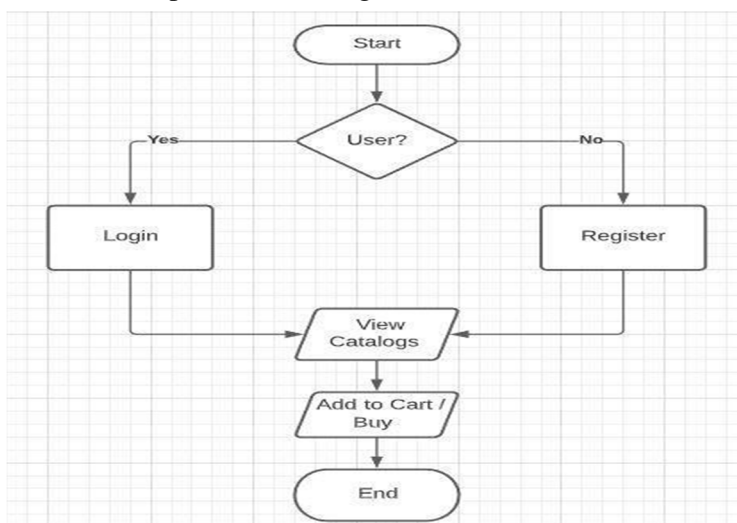 Start
User?
Yes
No
Login
Register
View
Catalogs
Add to Cart /
Buy
End